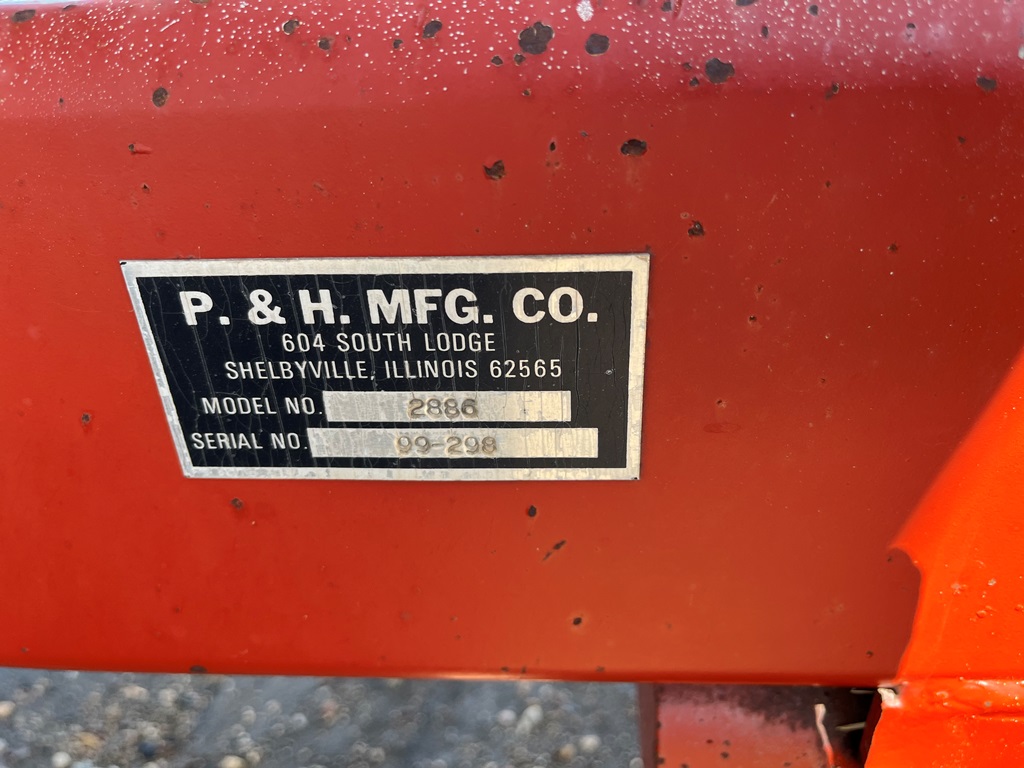 P. & H. MFG. CO.
604 SOUTH LODGE
SHELBYVILLE, ILLINOIS 62565
MODEL NO. 2886
SERIAL NO. 99-298